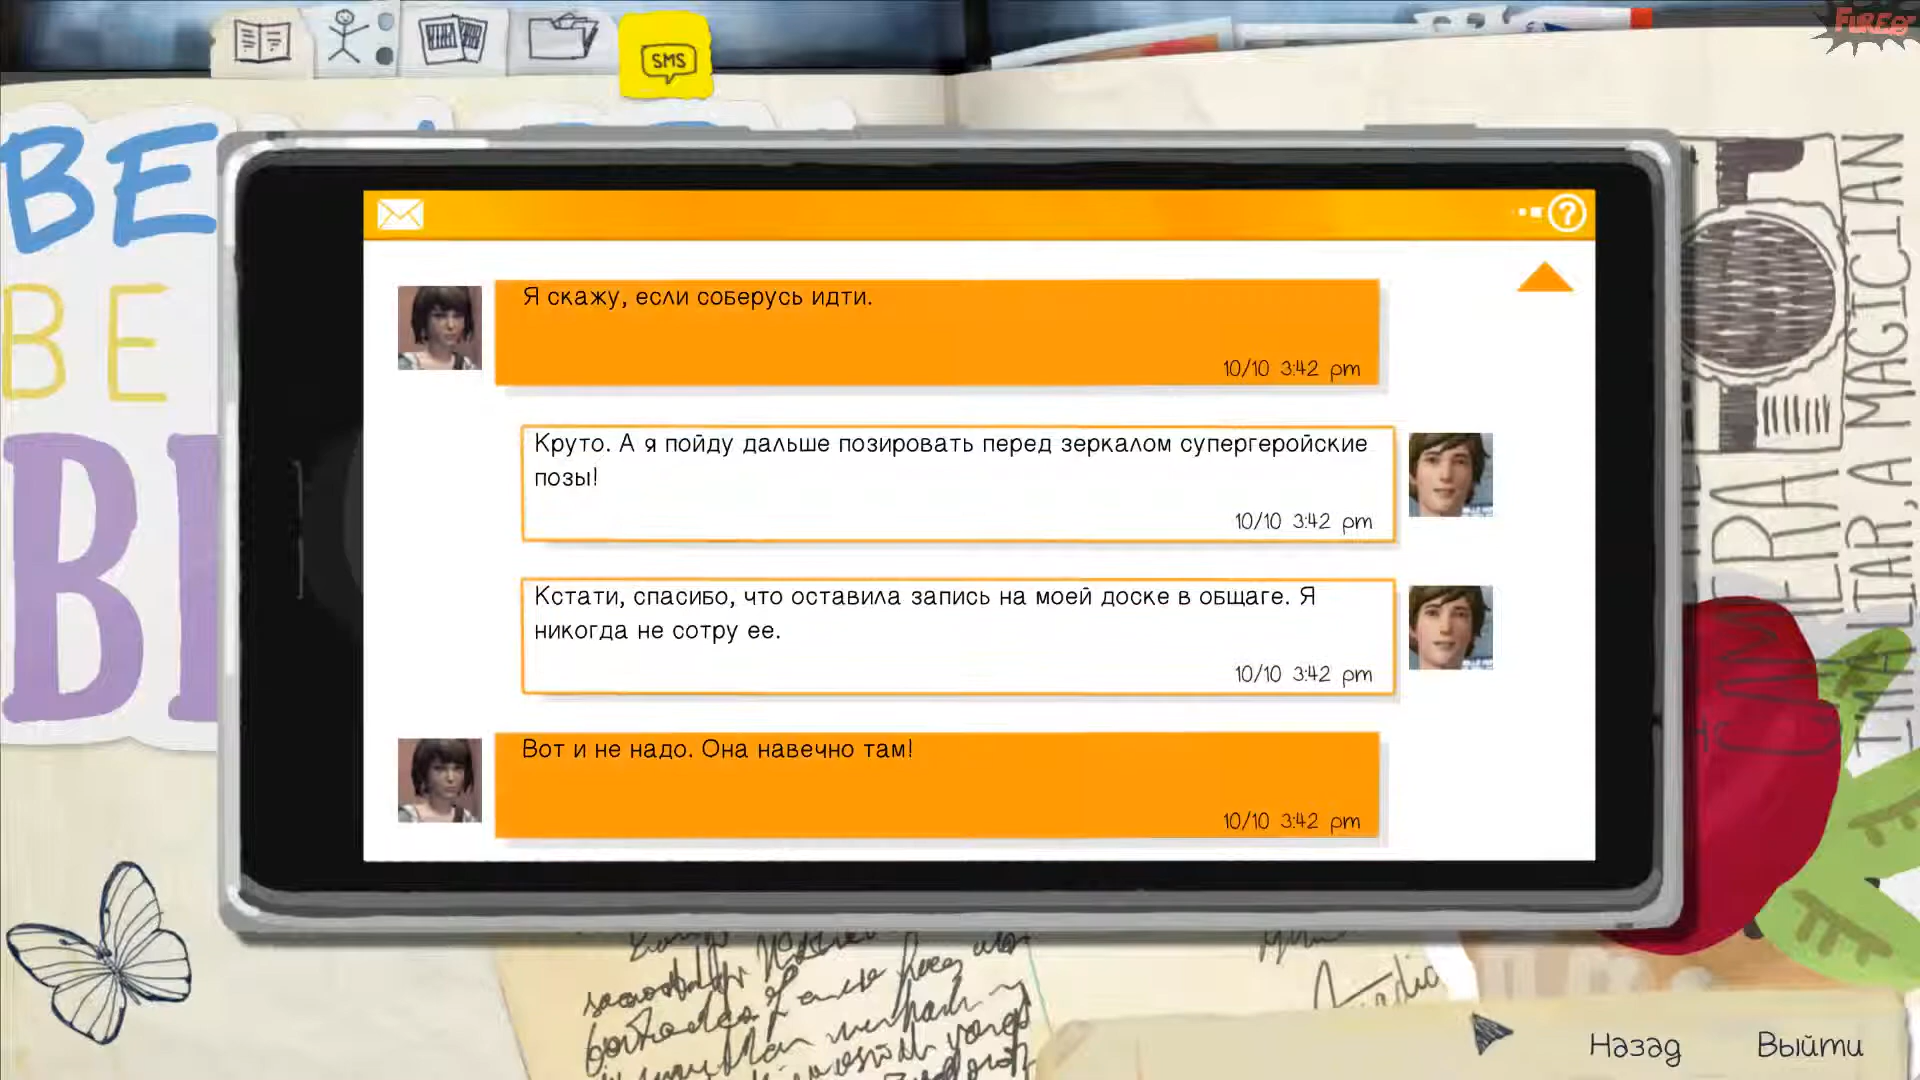 FUREO
SMS
BE
BE
?
Я скажу, если соберусь идти.
10/10 3:42 pm
Круто. А я пойду дальше позировать перед зеркалом супергеройские
позы!
10/10 3:42 pm
Кстати, спасибо, что оставила запись на моей доске в общаге. Я
никогда не сотру ее.
10/10 3:42 pm
Вот и не надо. Она навечно там!
10/10 3:42 pm
LIAR, A MAGICIAN
Назад
Выйти